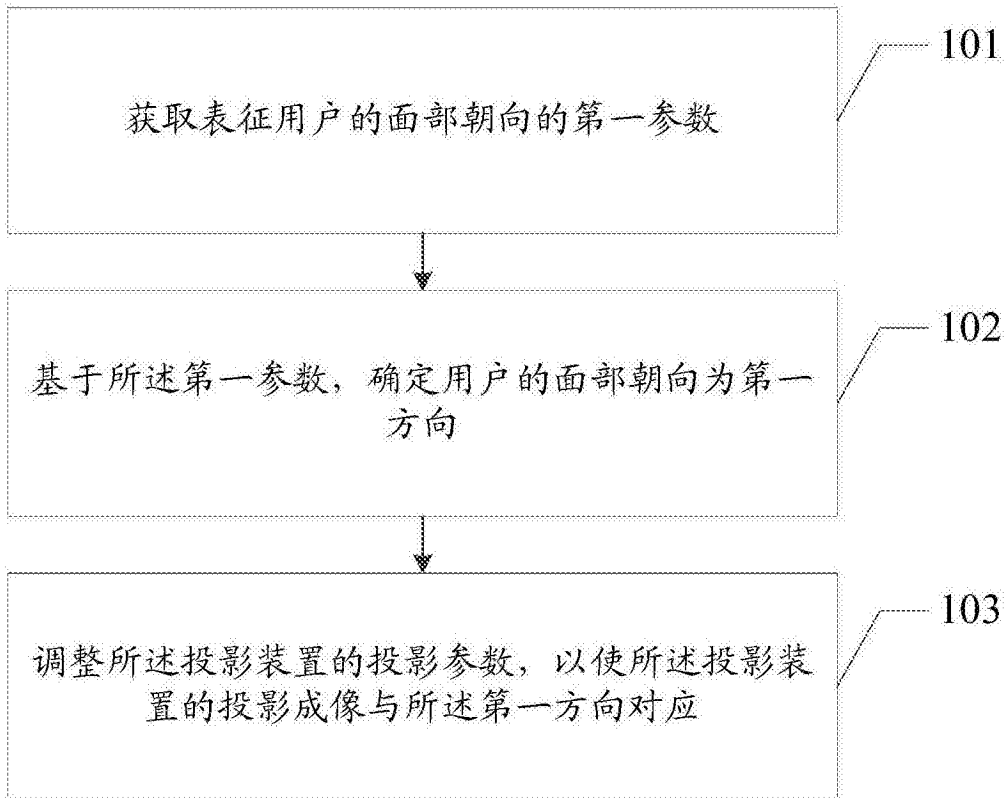 获取表征用户的面部朝向的第一参数
101
基于所述第一参数，确定用户的面部朝向为第一
方向
102
调整所述投影装置的投影参数，以使所述投影装
置的投影成像与所述第一方向对应
103